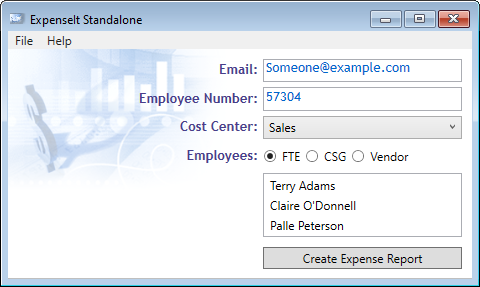 ExpenseIt Standalone
File Help
Email: Someone@example.com
Employee Number: 57304
Cost Center: Sales
Employees: FTE CSG Vendor
Terry Adams
Claire O'Donnell
Palle Peterson
Create Expense Report